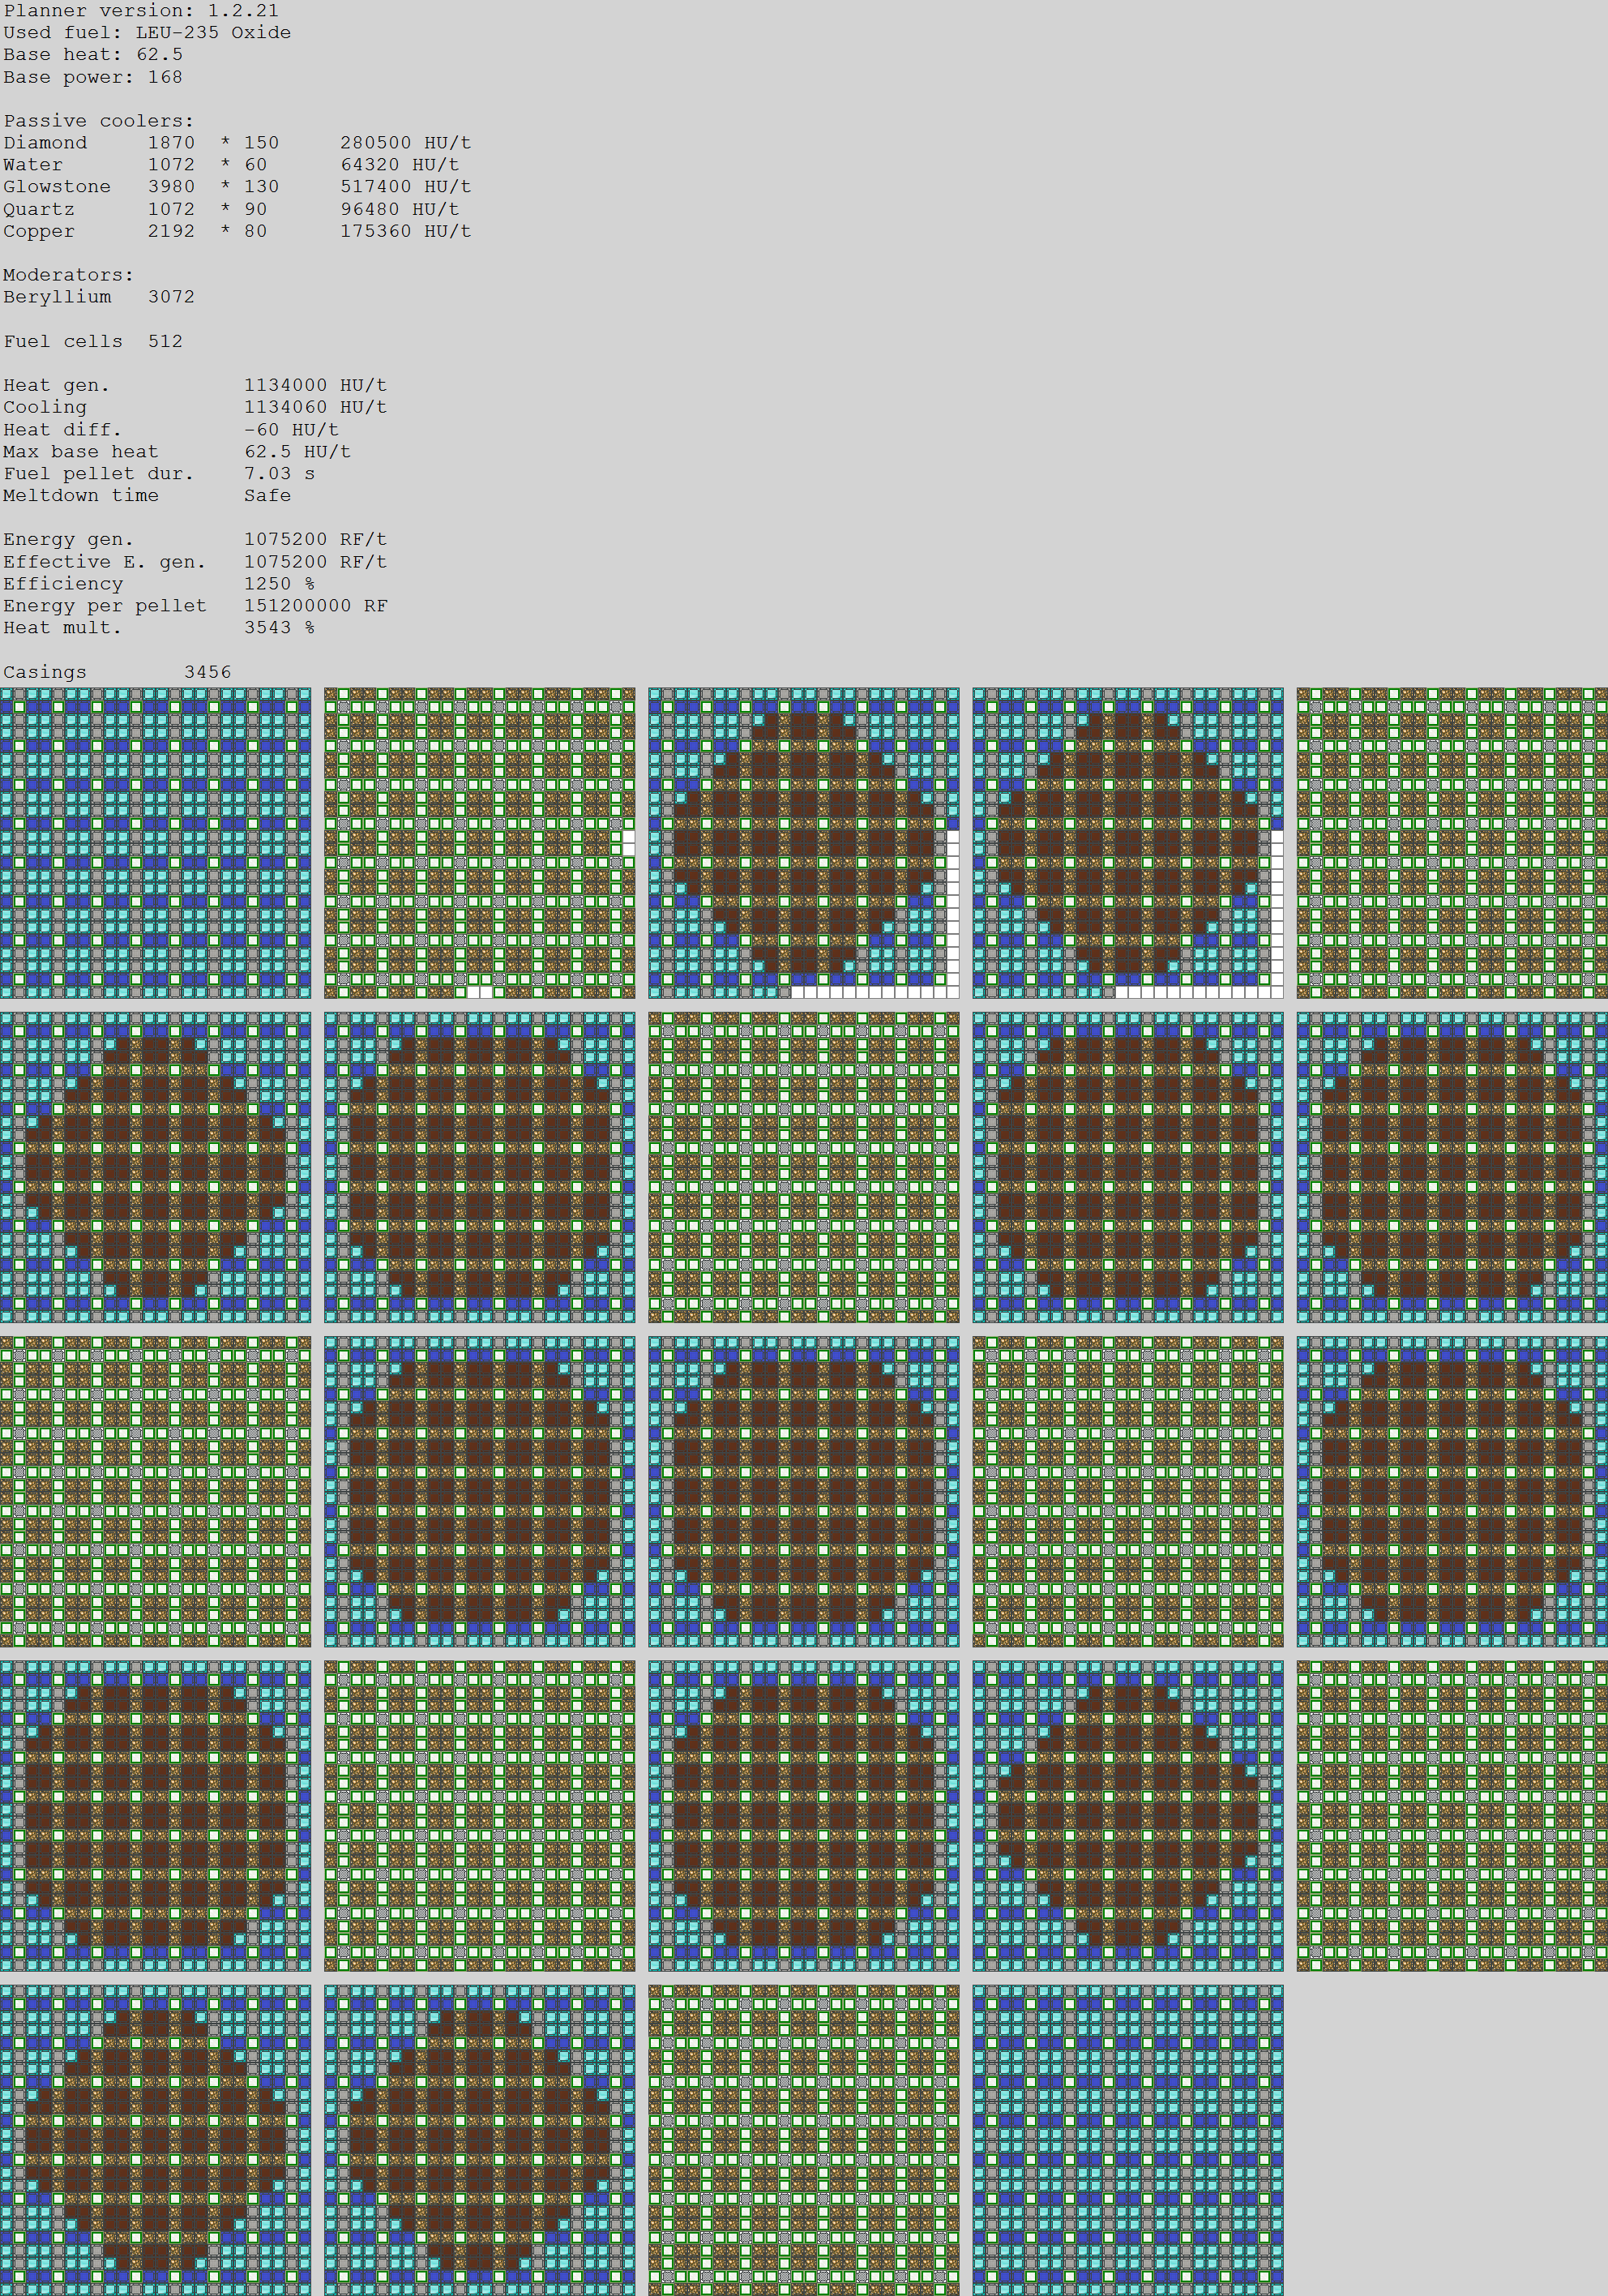 Planner version: 1.2.21
Used fuel: LEU-235 Oxide
Base heat: 62.5
Base power: 168
Passive coolers:
Diamond 1870 * 150 280500 HU/t
Water 1072 * 60 64320 HU/t
Glowstone 3980 * 130 517400 HU/t
Quartz 1072 * 90 96480 HU/t
Copper 2192 * 80 175360 HU/t
Moderators:
Beryllium 3072
Fuel cells 512
Heat gen. 1134000 HU/t
Cooling 1134060 HU/t
Heat diff. -60 HU/t
Max base heat 62.5 HU/t
Fuel pellet dur. 7.03 s
Meltdown time Safe
Energy gen. 1075200 RF/t
Effective E. gen. 1075200 RF/t
Efficiency 1250 %
Energy per pellet 151200000 RF
Heat mult. 3543 %
Casings 3456